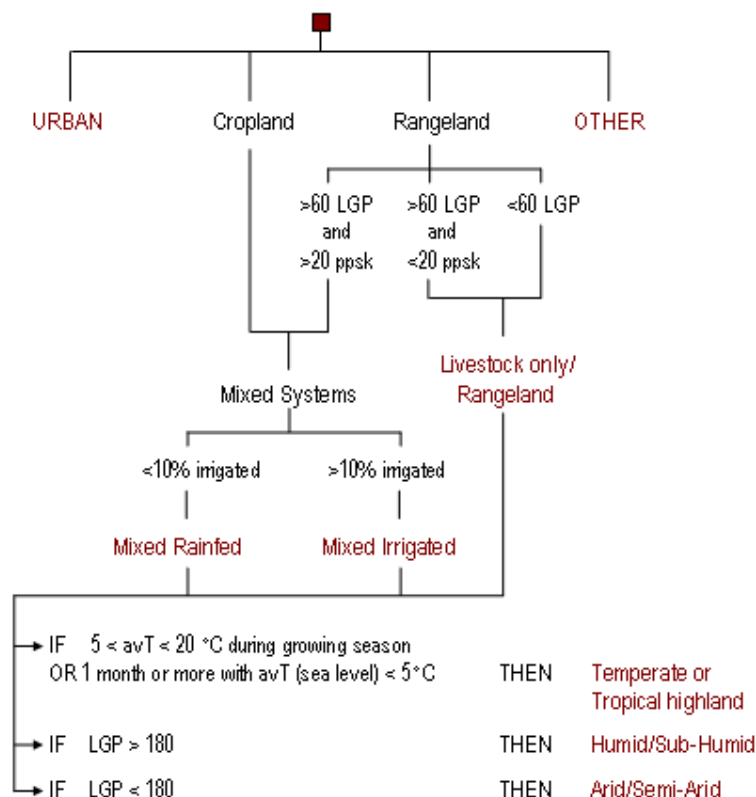 URBAN Cropland Rangeland OTHER
>60 LGP >60 LGP <60 LGP
and and
>20 ppsk <20 ppsk
Livestock only/
Rangeland
Mixed Systems
<10% irrigated >10% irrigated
Mixed Rainfed Mixed Irrigated
IF 5 < avT < 20 °C during growing season
OR 1 month or more with avT (sea level) < 5°C THEN Temperate or
Tropical highland
IF LGP > 180 THEN Humid/Sub-Humid
IF LGP < 180 THEN Arid/Semi-Arid